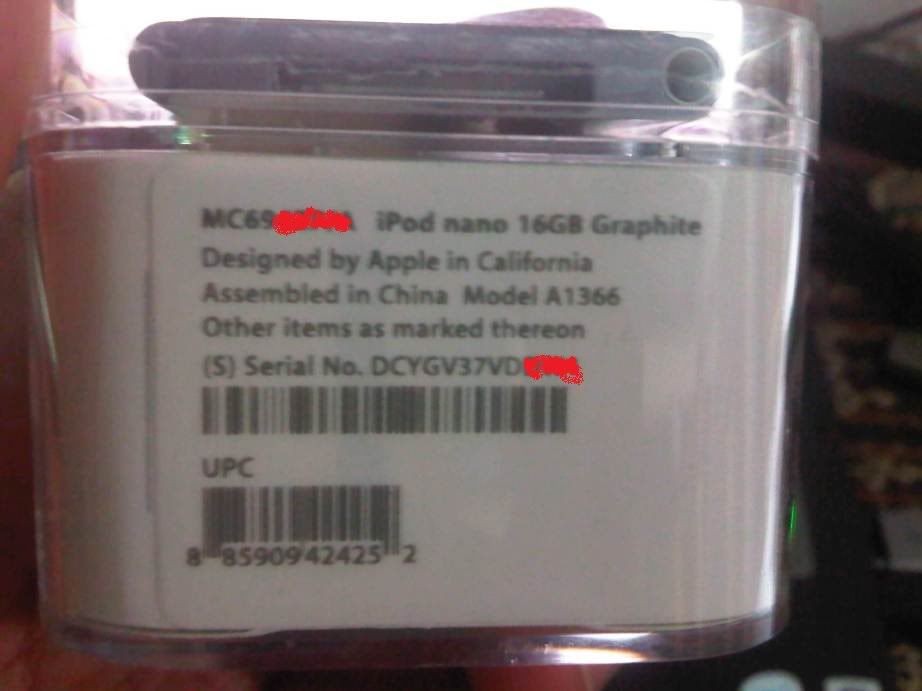 MC69 iPod nano 16GB Graphite
Designed by Apple in California
Assembled in China Model A1366
Other items as marked thereon
(S) Serial No. DCYGV37VD
UPC
8 85909 42425 2